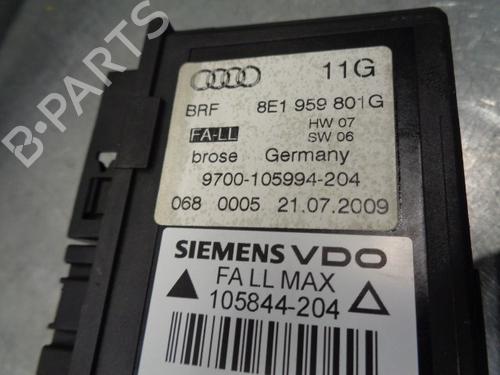 11G
BRF 8E1 959 801G
FA-LL HW 07
SW 06
brose Germany
9700-105994-204
068 0005 21.07.2009
SIEMENS VDO
FA LL MAX
105844-204
B-PARTS